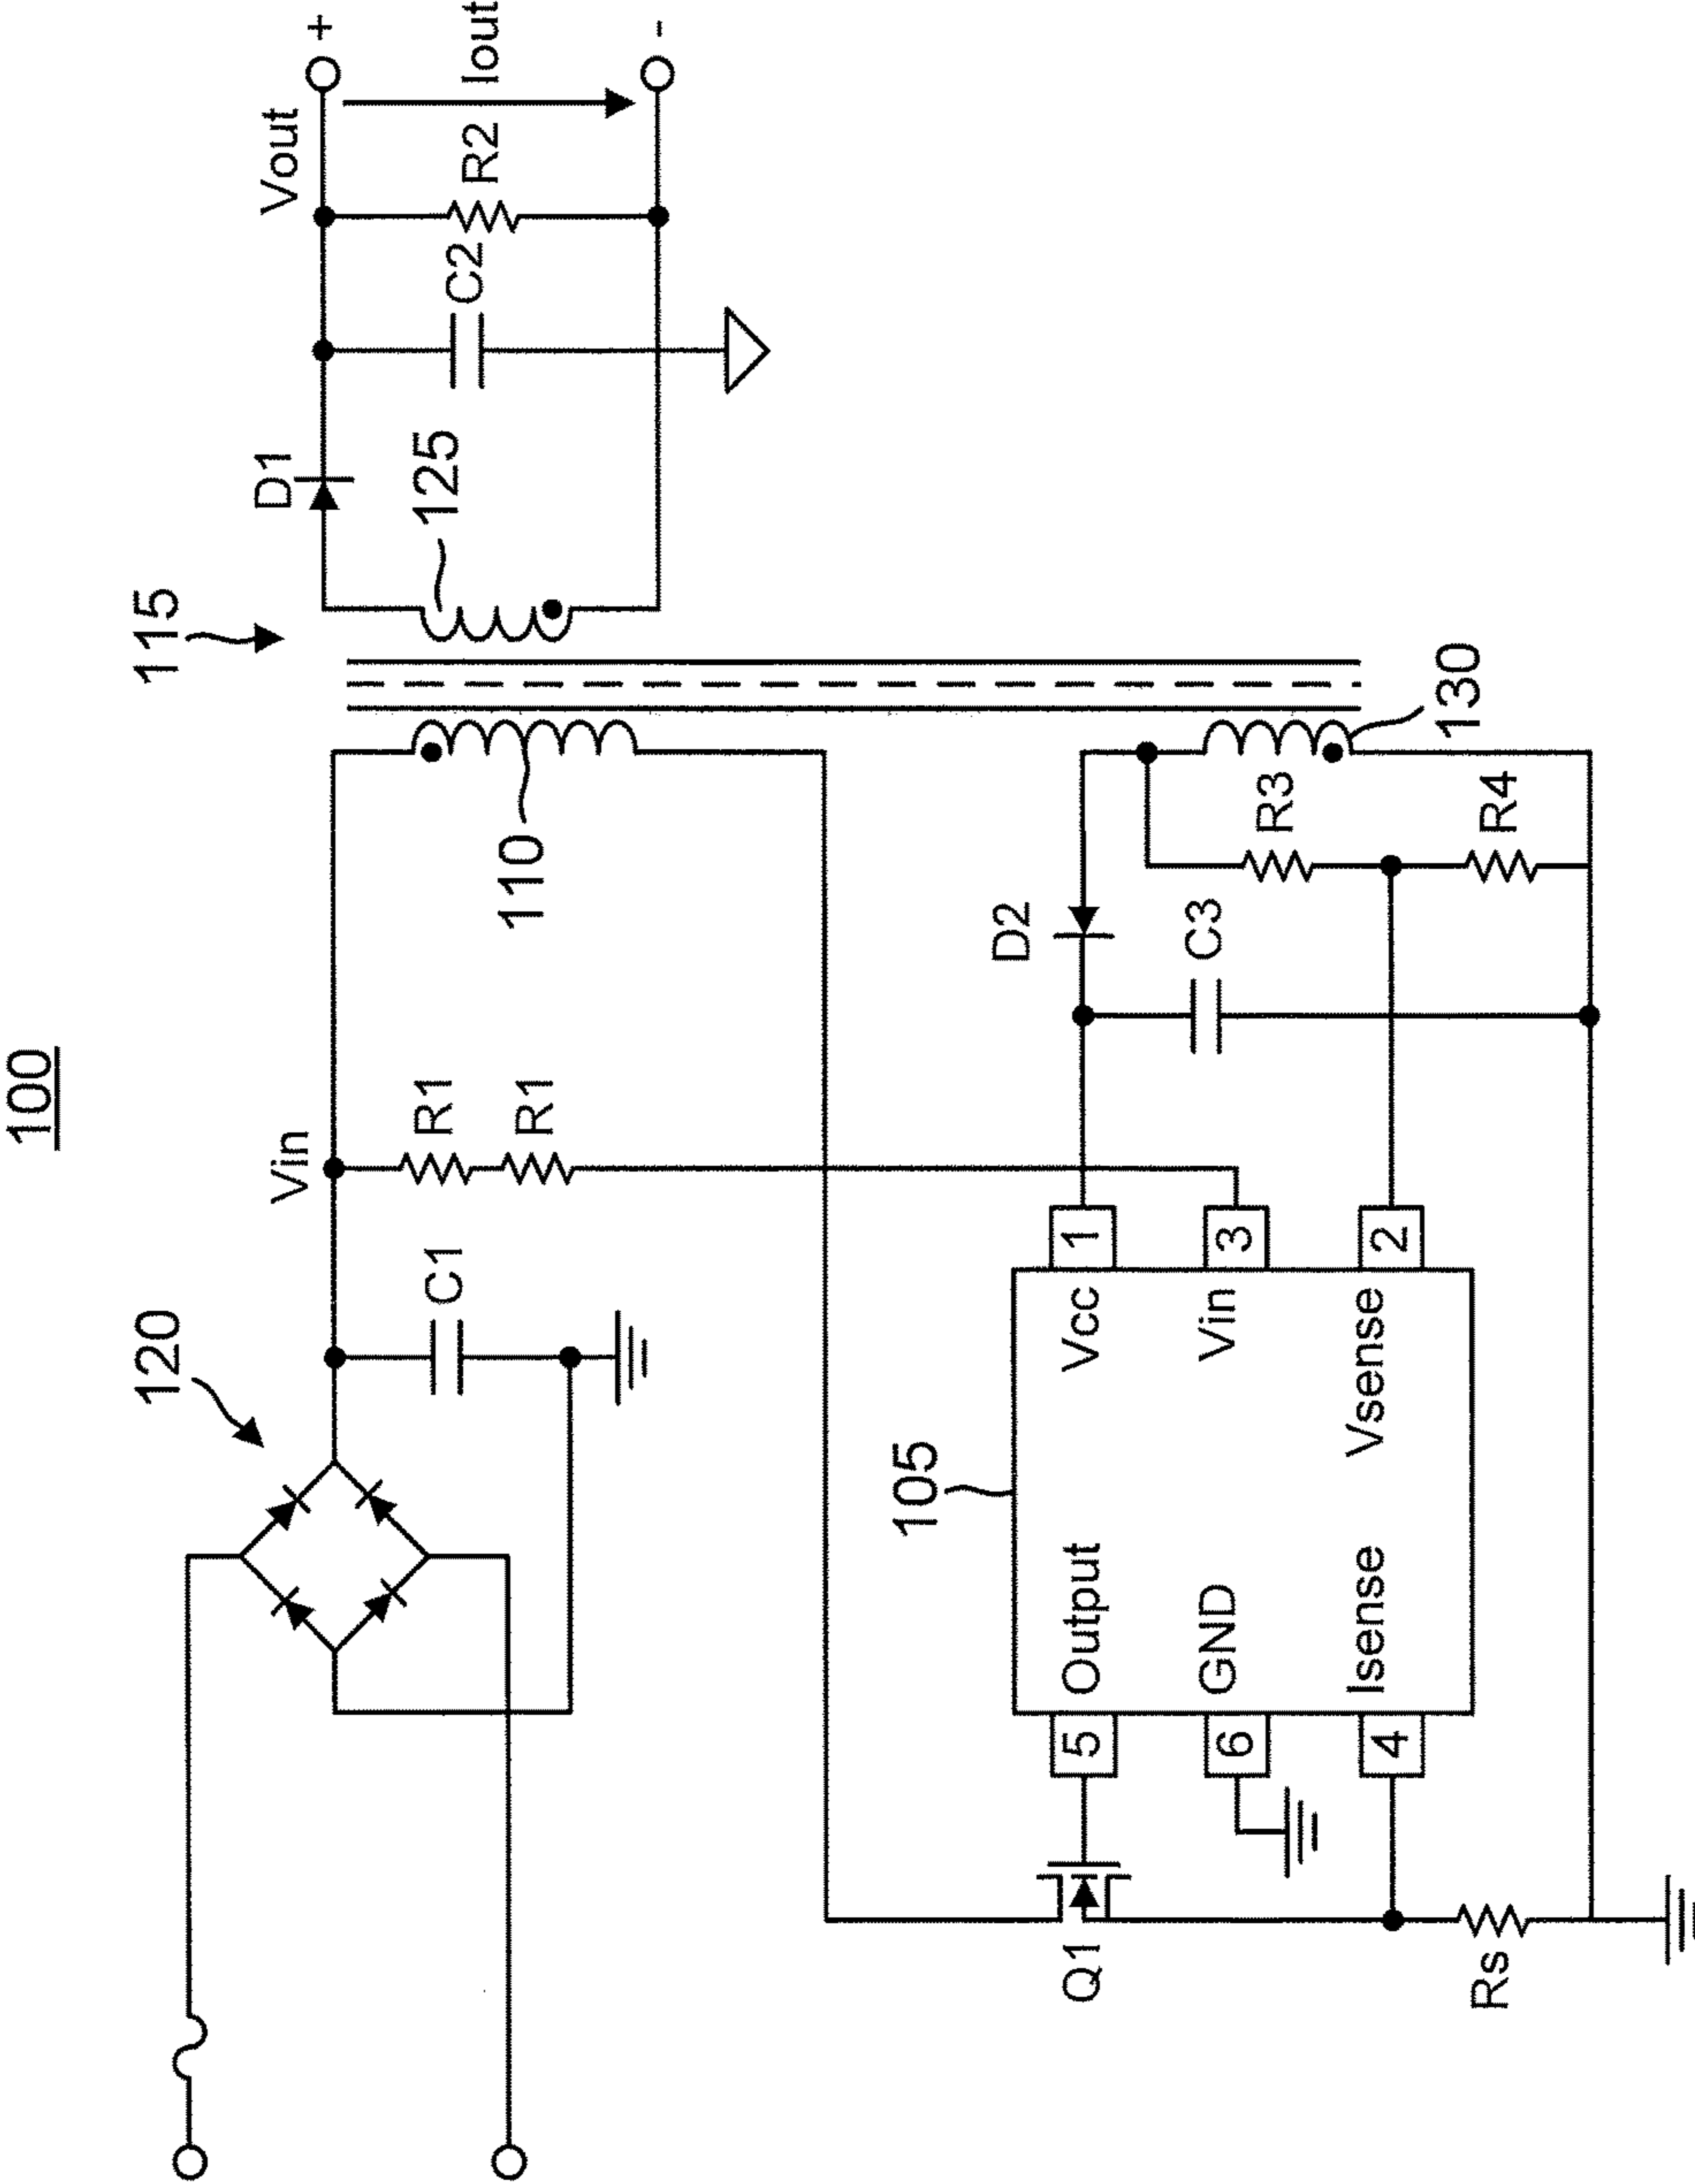 100
120
Vin
C1
R1
R1
110
115
D1
125
C2
R2
Vout
+
Iout
-
105
Output
5
GND
6
Isense
4
Vcc
1
Vin
3
Vsense
2
Q1
Rs
D2
C3
R3
R4
130